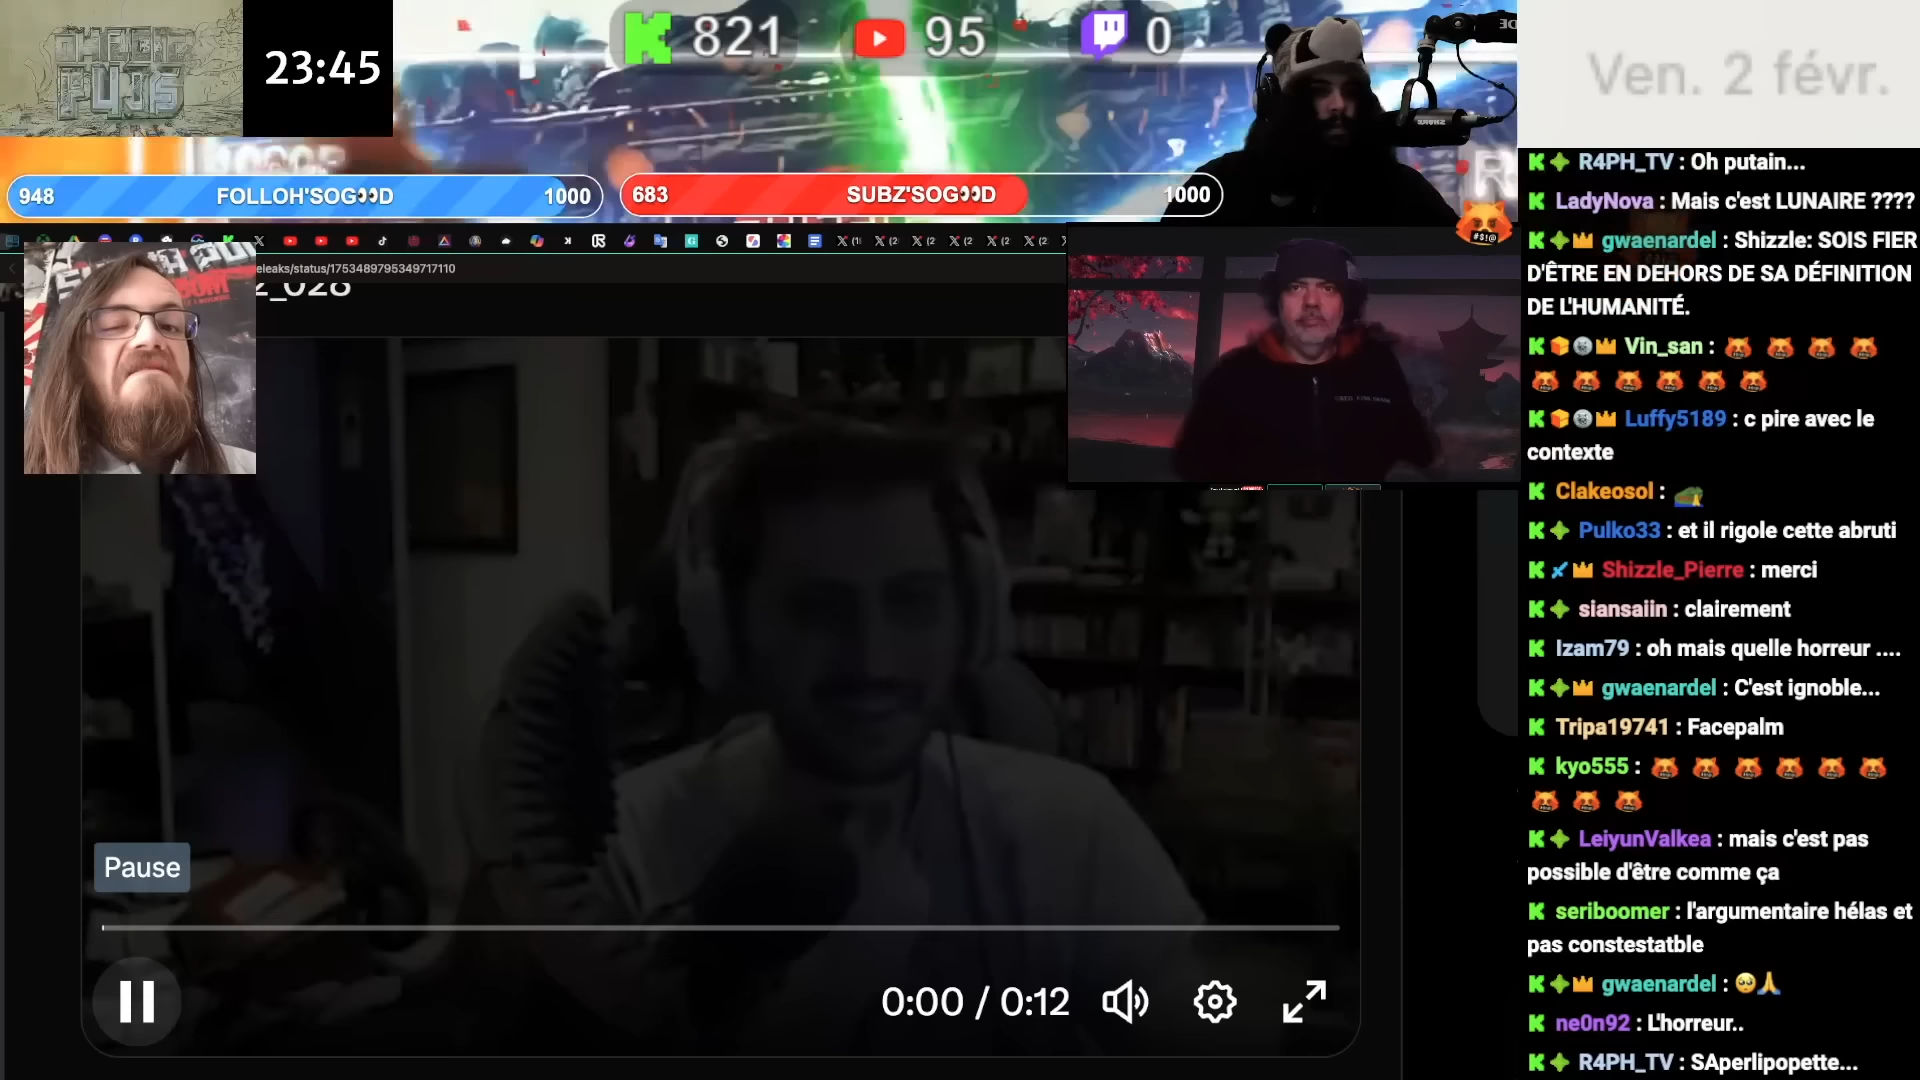 23:45
821
95
0
Ven. 2 févr.
948 FOLLOH'SOG👀D 1000
683 SUBZ'SOG👀D 1000
eleaks/status/1753489795349717110
Pause
0:00 / 0:12
R4PH_TV : Oh putain...
LadyNova : Mais c'est LUNAIRE ????
gwaenardel : Shizzle: SOIS FIER
D'ÊTRE EN DEHORS DE SA DÉFINITION
DE L'HUMANITÉ.
Vin_san :
Luffy5189 : c pire avec le
contexte
Clakeosol :
Pulko33 : et il rigole cette abruti
Shizzle_Pierre : merci
siansaiin : clairement
Izam79 : oh mais quelle horreur ....
gwaenardel : C'est ignoble...
Tripa19741 : Facepalm
kyo555 :
LeiyunValkea : mais c'est pas
possible d'être comme ça
seriboomer : l'argumentaire hélas et
pas constestatble
gwaenardel : 🥺🙏
ne0n92 : L'horreur..
R4PH_TV : SAperlipopette...